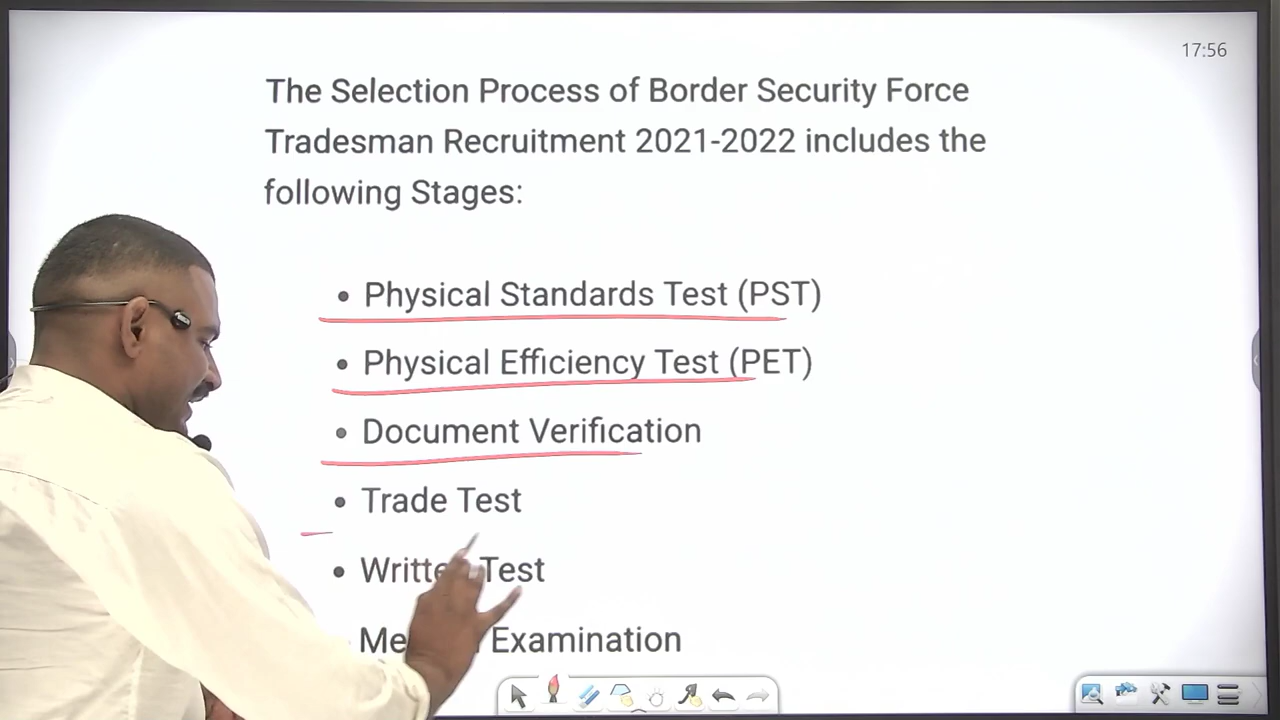 17:56
The Selection Process of Border Security Force
Tradesman Recruitment 2021-2022 includes the
following Stages:
• Physical Standards Test (PST)
• Physical Efficiency Test (PET)
• Document Verification
• Trade Test
• Written Test
Examination